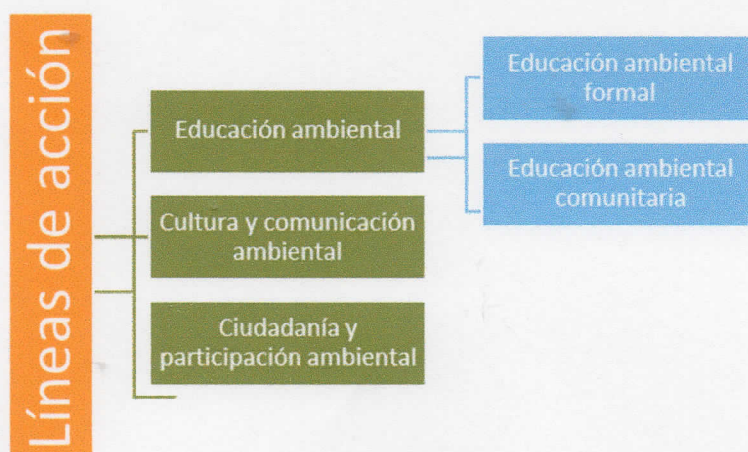 Líneas de acción
Educación ambiental
Cultura y comunicación
ambiental
Ciudadanía y
participación ambiental
Educación ambiental
formal
Educación ambiental
comunitaria